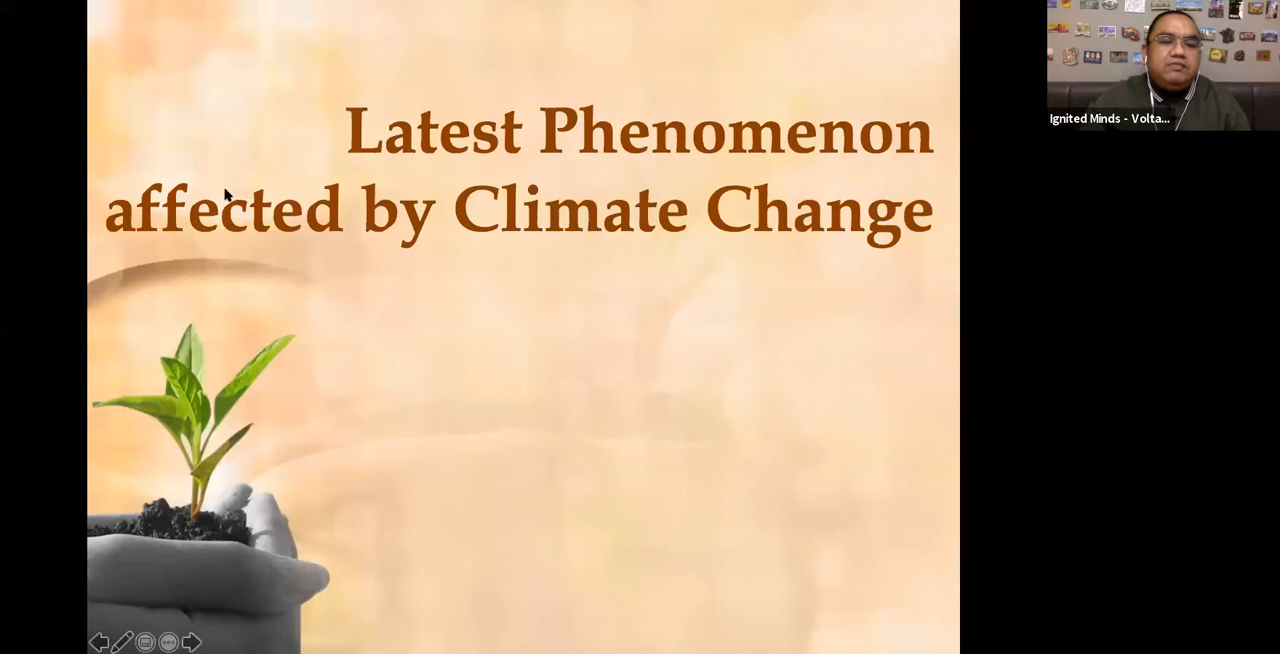 Latest Phenomenon
affected by Climate Change
Ignited Minds - Volta...